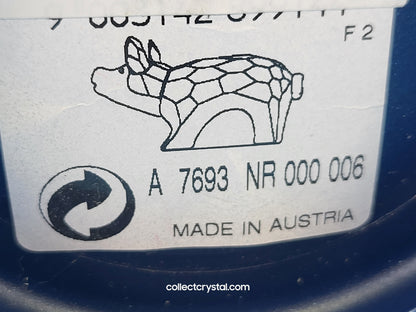 F 2
A 7693 NR 000 006
MADE IN AUSTRIA
collectcrystal.com